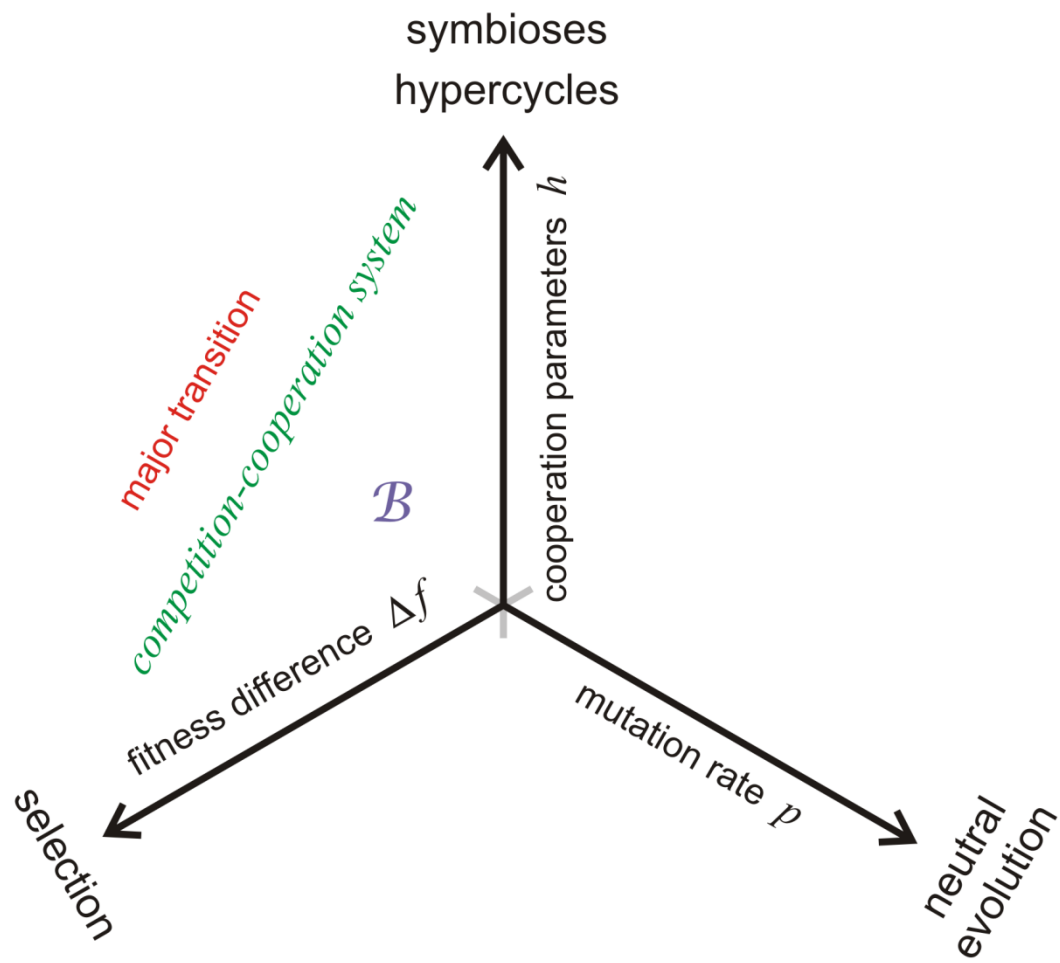 symbioses
hypercycles
cooperation parameters h
major transition
competition-cooperation system
ℬ
fitness difference Δf
mutation rate p
selection
neutral
evolution